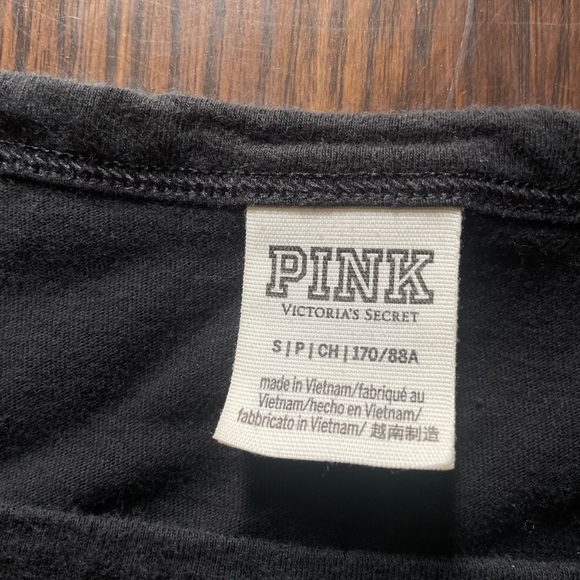 PINK
VICTORIA'S SECRET
S | P | CH | 170/88A
made in Vietnam/fabriqué au
Vietnam/hecho en Vietnam/
fabbricato in Vietnam/ 越南制造